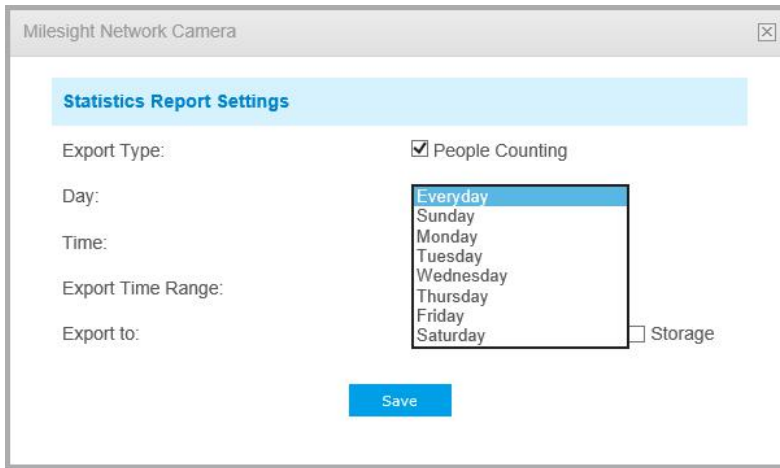 Milesight Network Camera
Statistics Report Settings
Export Type: People Counting
Day: Everyday
Sunday
Monday
Time: Tuesday
Wednesday
Export Time Range: Thursday
Friday
Export to: Saturday Storage
Save